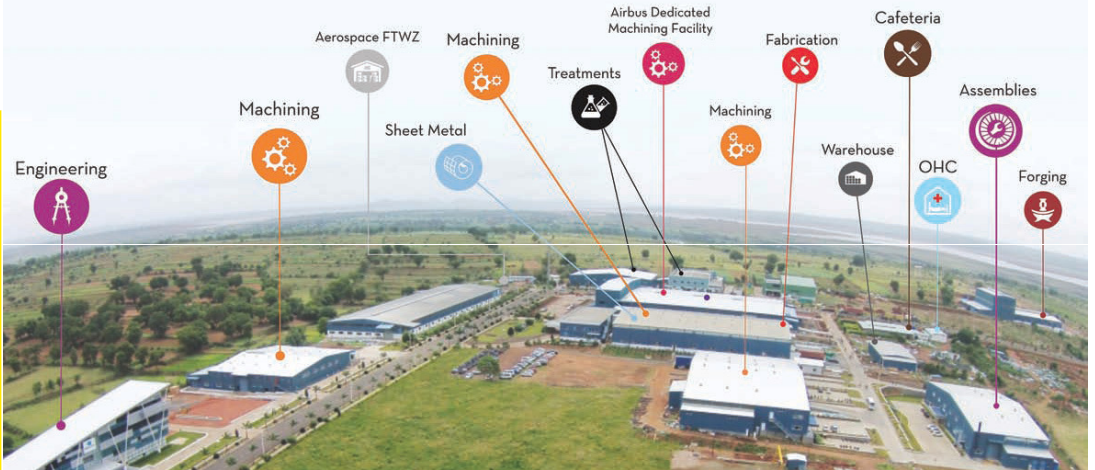 Engineering
Machining
Aerospace FTWZ
Sheet Metal
Machining
Treatments
Airbus Dedicated
Machining Facility
Machining
Fabrication
Warehouse
Cafeteria
OHC
Assemblies
Forging